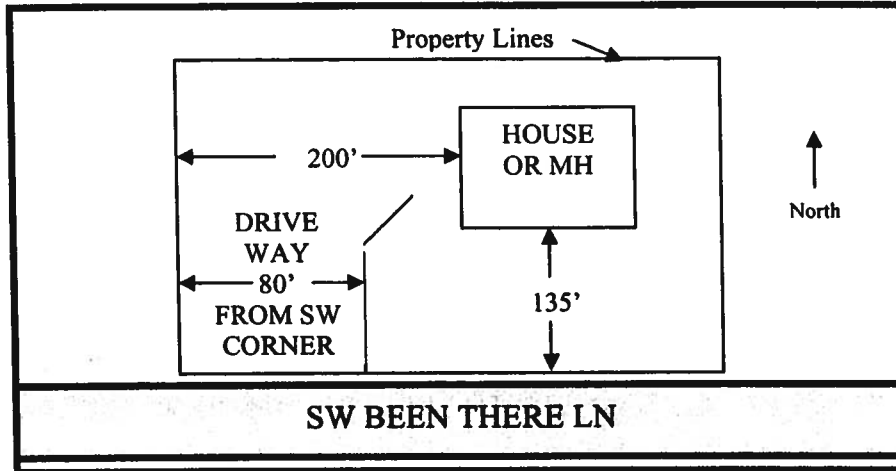 Property Lines
HOUSE
OR MH
200'
North
DRIVE
WAY
80'
FROM SW
CORNER
135'
SW BEEN THERE LN